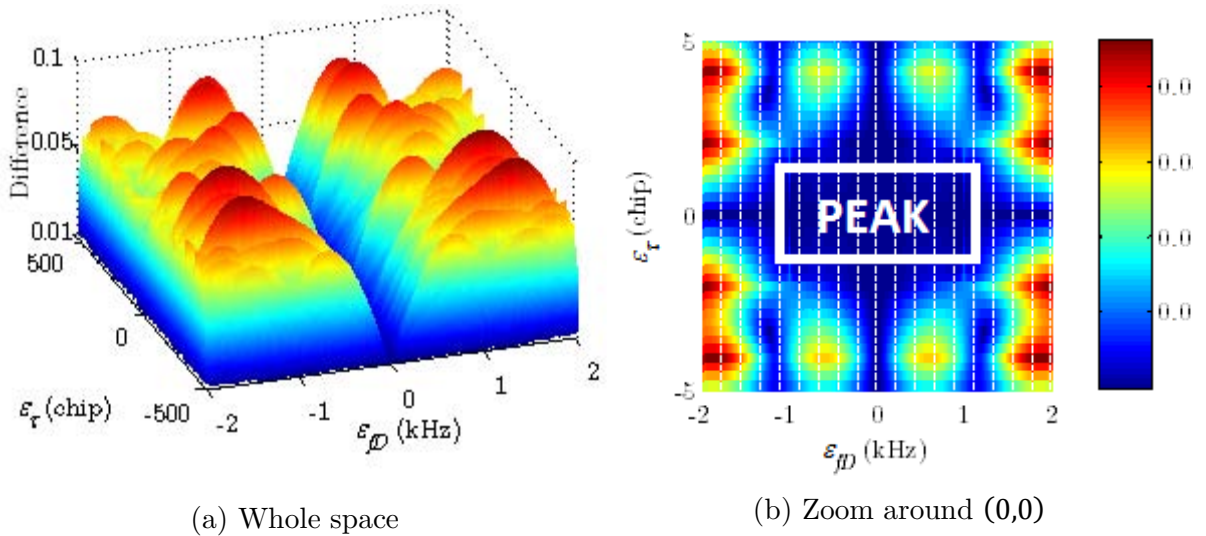 0.1
0.05
0.01
Difference
500
0
-500
ε_τ (chip)
-2
-1
0
1
2
ε_fD (kHz)
(a) Whole space
5
0
-5
ε_τ (chip)
PEAK
-2
-1
0
1
2
ε_fD (kHz)
0.0
0.0
0.0
0.0
(b) Zoom around (0,0)